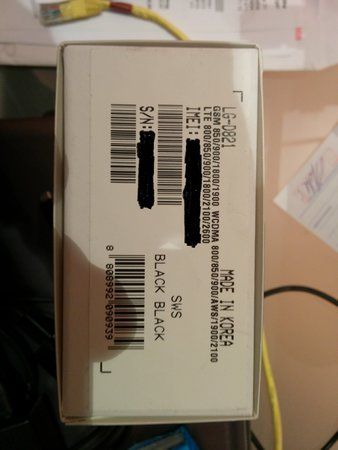 LG-D821
MADE IN KOREA
GSM 850/900/1800/1900 WCDMA 800/850/900/AWS/1900/2100
LTE 800/850/900/1800/2100/2600
IMEI:
S/N:
SWS
BLACK BLACK
8 808992 090939